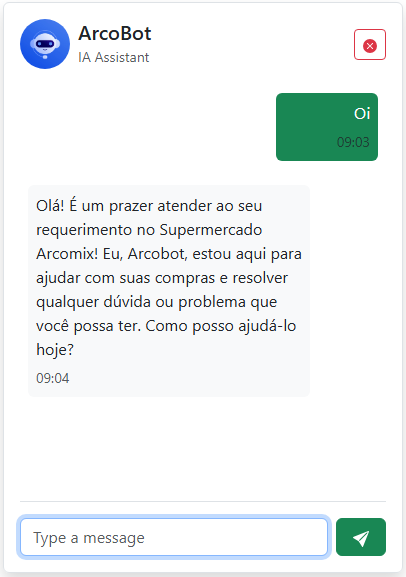 ArcoBot
IA Assistant
Oi
09:03
Olá! É um prazer atender ao seu
requerimento no Supermercado
Arcomix! Eu, Arcobot, estou aqui para
ajudar com suas compras e resolver
qualquer dúvida ou problema que
você possa ter. Como posso ajudá-lo
hoje?
09:04
Type a message